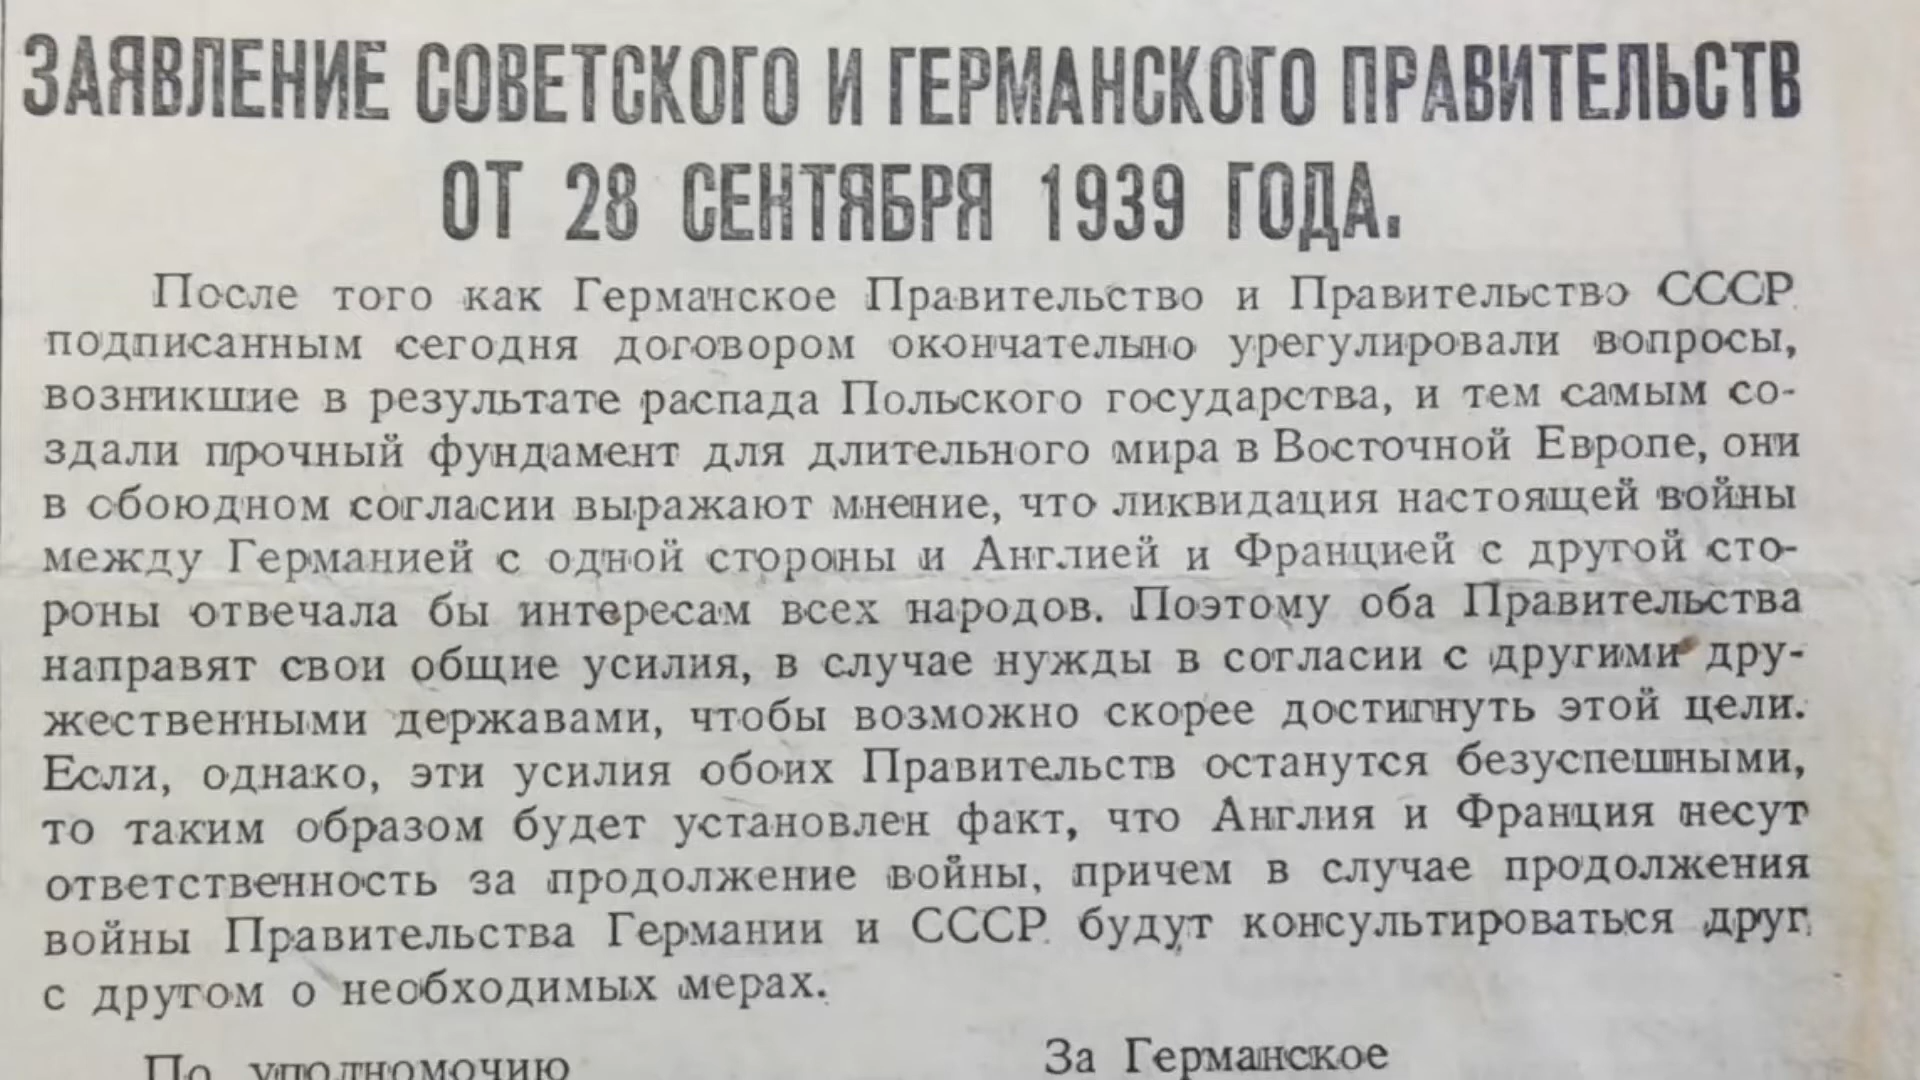 ЗАЯВЛЕНИЕ СОВЕТСКОГО И ГЕРМАНСКОГО ПРАВИТЕЛЬСТВ
ОТ 28 СЕНТЯБРЯ 1939 ГОДА.
После того как Германское Правительство и Правительство СССР
подписанным сегодня договором окончательно урегулировали вопросы,
возникшие в результате распада Польского государства, и тем самым со-
здали прочный фундамент для длительного мира в Восточной Европе, они
в обоюдном согласии выражают мнение, что ликвидация настоящей войны
между Германией с одной стороны и Англией и Францией с другой сто-
роны отвечала бы интересам всех народов. Поэтому оба Правительства
направят свои общие усилия, в случае нужды в согласии с другими дру-
жественными державами, чтобы возможно скорее достигнуть этой цели.
Если, однако, эти усилия обоих Правительств останутся безуспешными,
то таким образом будет установлен факт, что Англия и Франция несут
ответственность за продолжение войны, причем в случае продолжения
войны Правительства Германии и СССР будут консультироваться друг
с другом о необходимых мерах.
По уполномочию За Германское